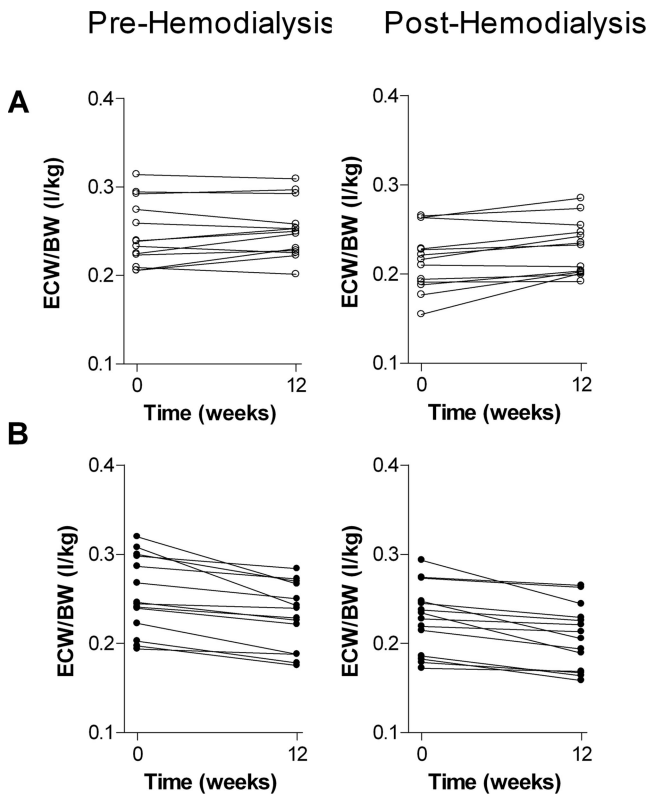 Pre-Hemodialysis Post-Hemodialysis
A
ECW/BW (l/kg)
0.4
0.3
0.2
0.1
0 12
Time (weeks)
ECW/BW (l/kg)
0.4
0.3
0.2
0.1
0 12
Time (weeks)
B
ECW/BW (l/kg)
0.4
0.3
0.2
0.1
0 12
Time (weeks)
ECW/BW (l/kg)
0.4
0.3
0.2
0.1
0 12
Time (weeks)